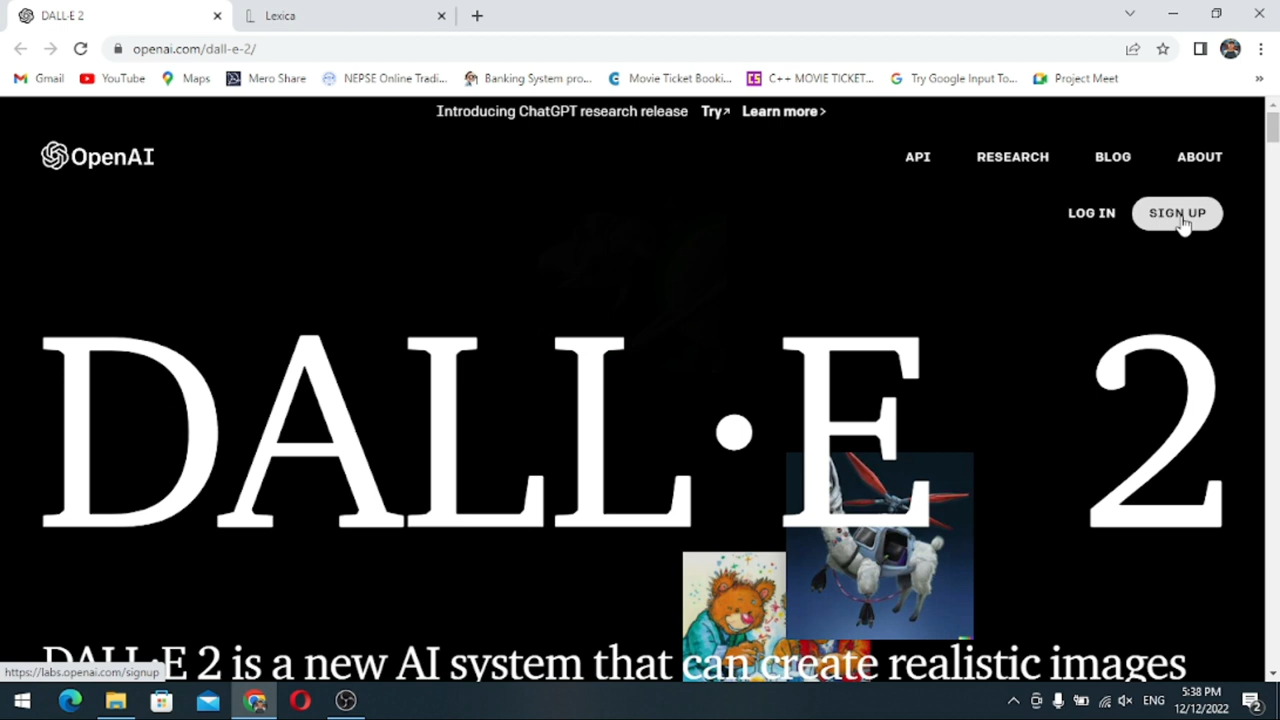 DALL·E 2
Lexica
openai.com/dall-e-2/
Gmail
YouTube
Maps
Mero Share
NEPSE Online Tradi...
Banking System pro...
Movie Ticket Booki...
C++ MOVIE TICKET...
Try Google Input To...
Project Meet
Introducing ChatGPT research release Try↗ Learn more>
OpenAI
API RESEARCH BLOG ABOUT
LOG IN SIGN UP
DALL·E 2
DALL·E 2 is a new AI system that can create realistic images
https://labs.openai.com/signup
ENG
5:38 PM
12/12/2022
2